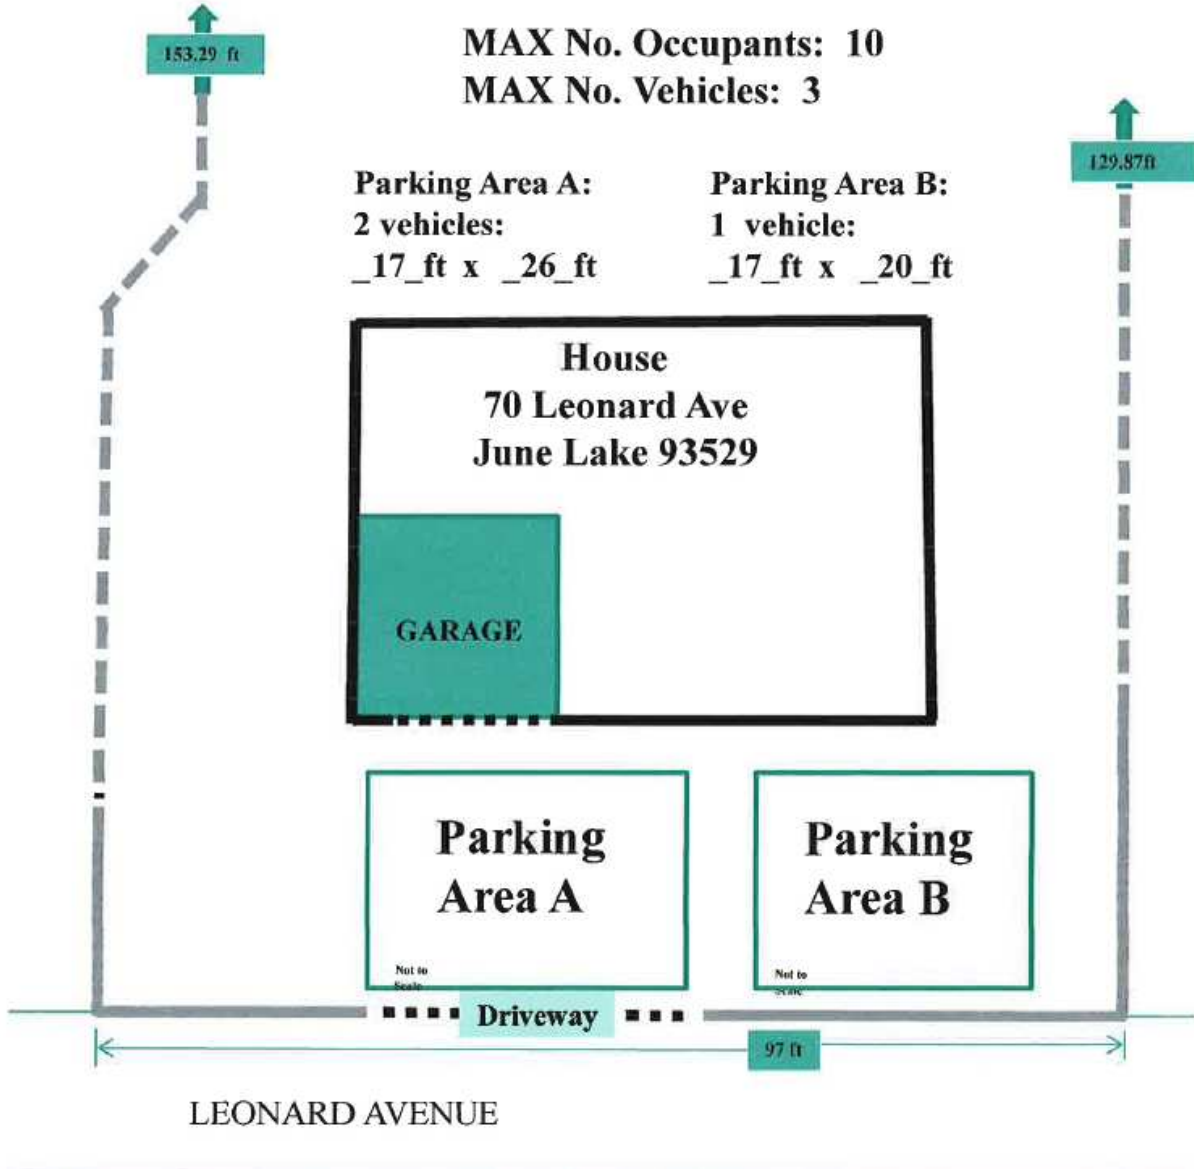 153.29 ft
MAX No. Occupants: 10
MAX No. Vehicles: 3
129.87ft
Parking Area A:
2 vehicles:
_17_ft x _26_ft
Parking Area B:
1 vehicle:
_17_ft x _20_ft
House
70 Leonard Ave
June Lake 93529
GARAGE
Parking
Area A
Not to
Scale
Parking
Area B
Not to
Scale
Driveway
97 ft
LEONARD AVENUE